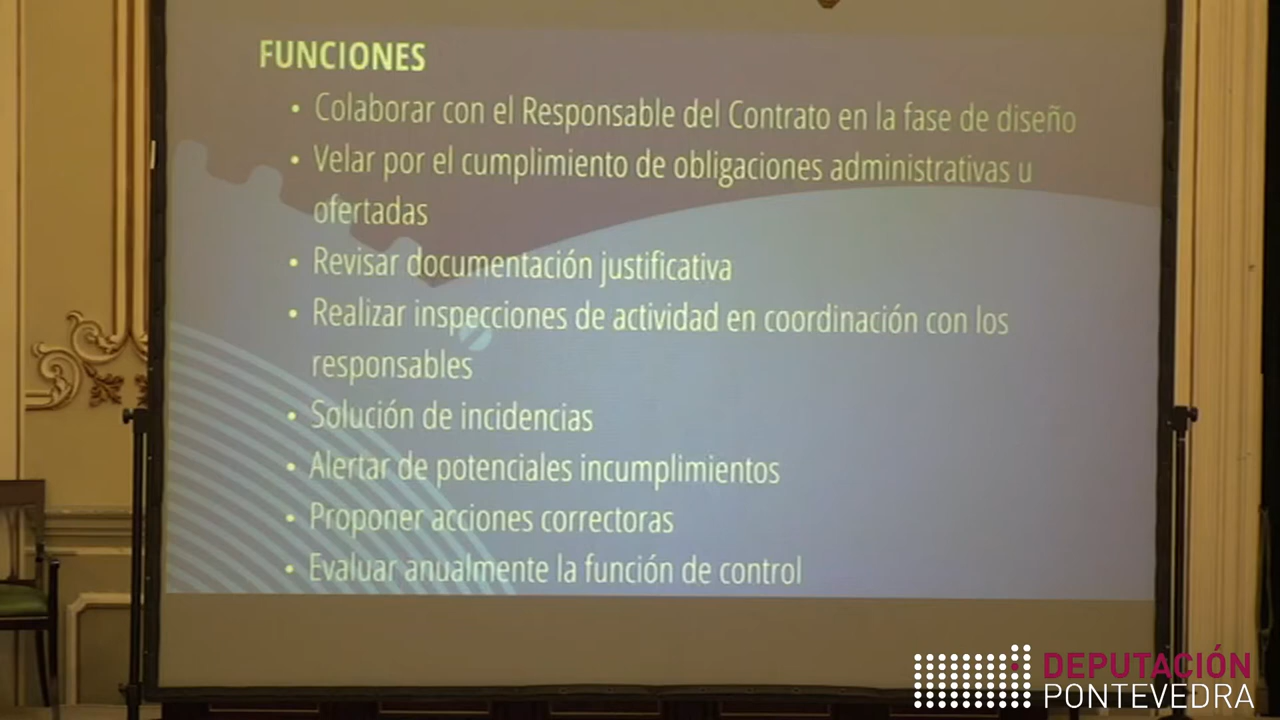 FUNCIONES
• Colaborar con el Responsable del Contrato en la fase de diseño
• Velar por el cumplimiento de obligaciones administrativas u
ofertadas
• Revisar documentación justificativa
• Realizar inspecciones de actividad en coordinación con los
responsables
• Solución de incidencias
• Alertar de potenciales incumplimientos
• Proponer acciones correctoras
• Evaluar anualmente la función de control
DEPUTACIÓN
PONTEVEDRA